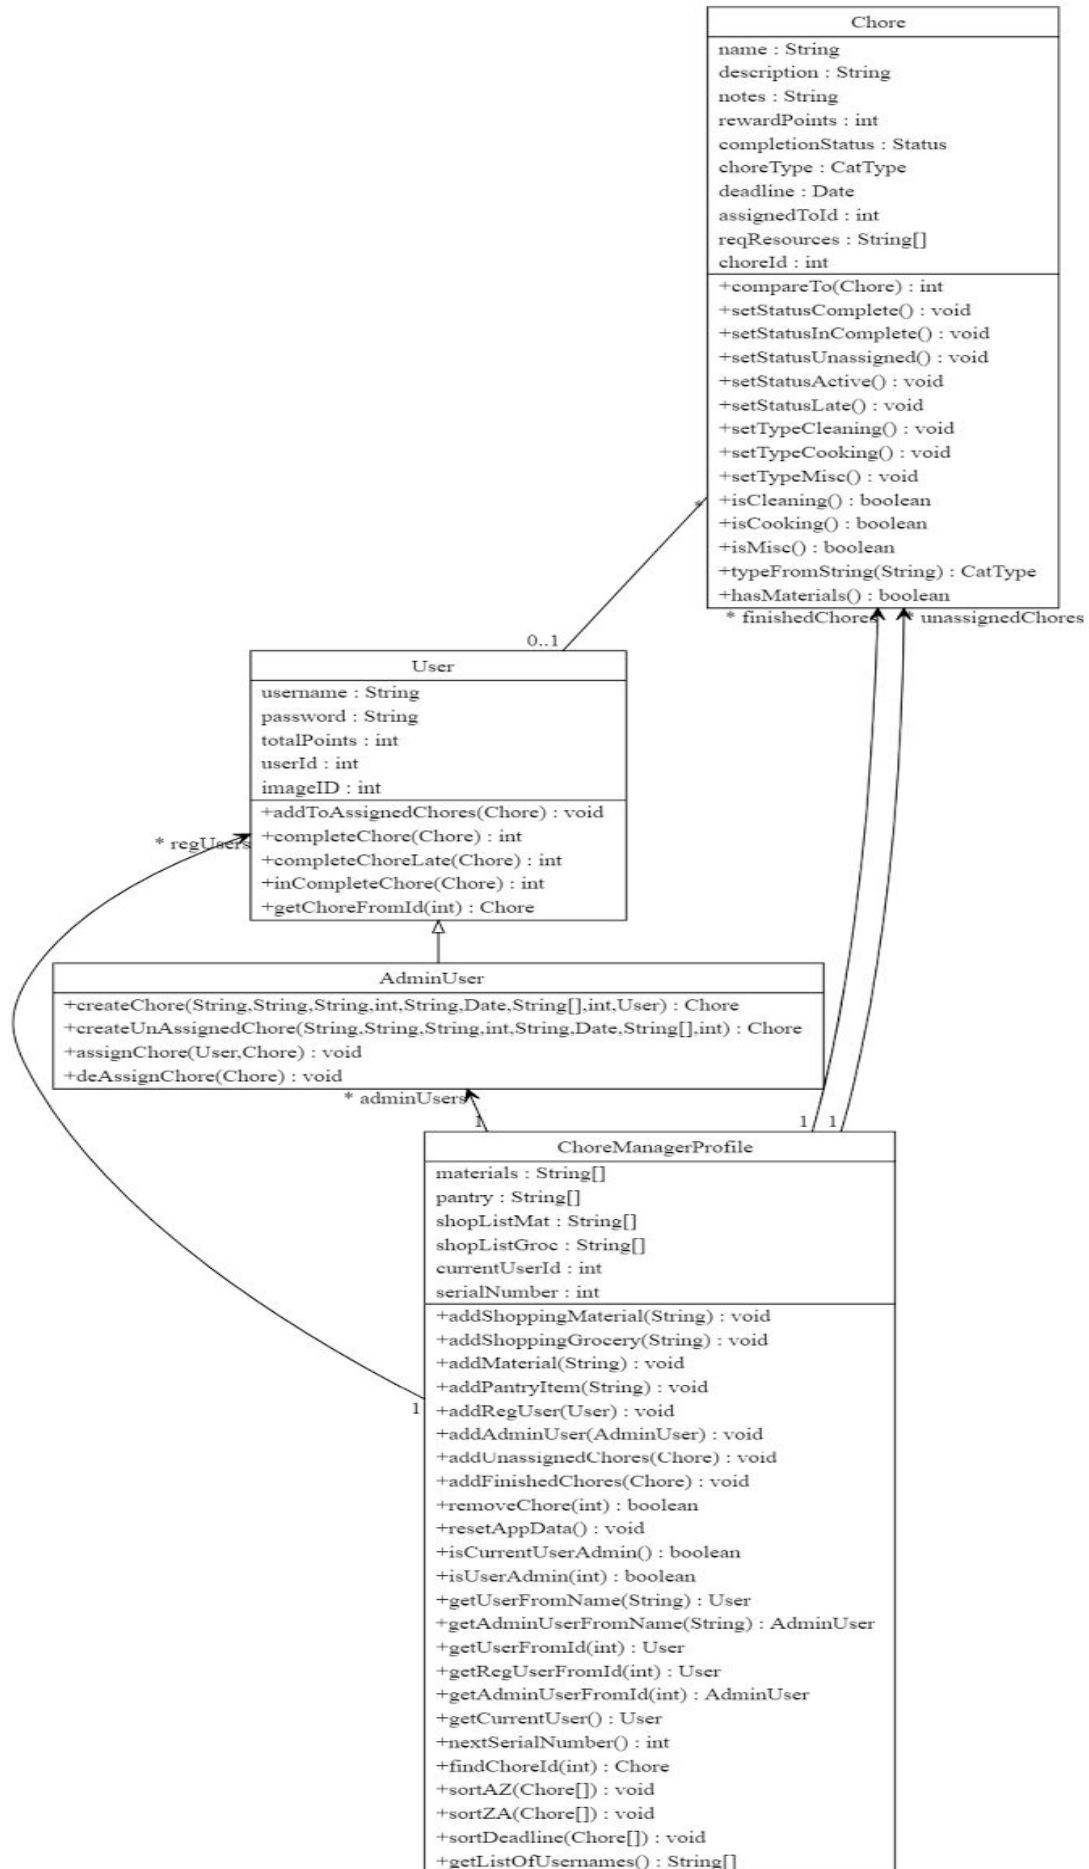 Chore
name : String
description : String
notes : String
rewardPoints : int
completionStatus : Status
choreType : CatType
deadline : Date
assignedToId : int
reqResources : String[]
choreId : int
+compareTo(Chore) : int
+setStatusComplete() : void
+setStatusInComplete() : void
+setStatusUnassigned() : void
+setStatusActive() : void
+setStatusLate() : void
+setTypeCleaning() : void
+setTypeCooking() : void
+setTypeMisc() : void
+isCleaning() : boolean
+isCooking() : boolean
+isMisc() : boolean
+typeFromString(String) : CatType
+hasMaterials() : boolean
*
* finishedChores
* unassignedChores
0..1
User
username : String
password : String
totalPoints : int
userId : int
imageID : int
+addToAssignedChores(Chore) : void
+completeChore(Chore) : int
+completeChoreLate(Chore) : int
+inCompleteChore(Chore) : int
+getChoreFromId(int) : Chore
* regUsers
AdminUser
+createChore(String,String,String,int,String,Date,String[],int,User) : Chore
+createUnAssignedChore(String,String,String,int,String,Date,String[],int) : Chore
+assignChore(User,Chore) : void
+deAssignChore(Chore) : void
* adminUsers
1
1
1
ChoreManagerProfile
materials : String[]
pantry : String[]
shopListMat : String[]
shopListGroc : String[]
currentUserId : int
serialNumber : int
+addShoppingMaterial(String) : void
+addShoppingGrocery(String) : void
+addMaterial(String) : void
+addPantryItem(String) : void
1
+addRegUser(User) : void
+addAdminUser(AdminUser) : void
+addUnassignedChores(Chore) : void
+addFinishedChores(Chore) : void
+removeChore(int) : boolean
+resetAppData() : void
+isCurrentUserAdmin() : boolean
+isUserAdmin(int) : boolean
+getUserFromName(String) : User
+getAdminUserFromName(String) : AdminUser
+getUserFromId(int) : User
+getRegUserFromId(int) : User
+getAdminUserFromId(int) : AdminUser
+getCurrentUser() : User
+nextSerialNumber() : int
+findChoreId(int) : Chore
+sortAZ(Chore[]) : void
+sortZA(Chore[]) : void
+sortDeadline(Chore[]) : void
+getListOfUsernames() : String[]